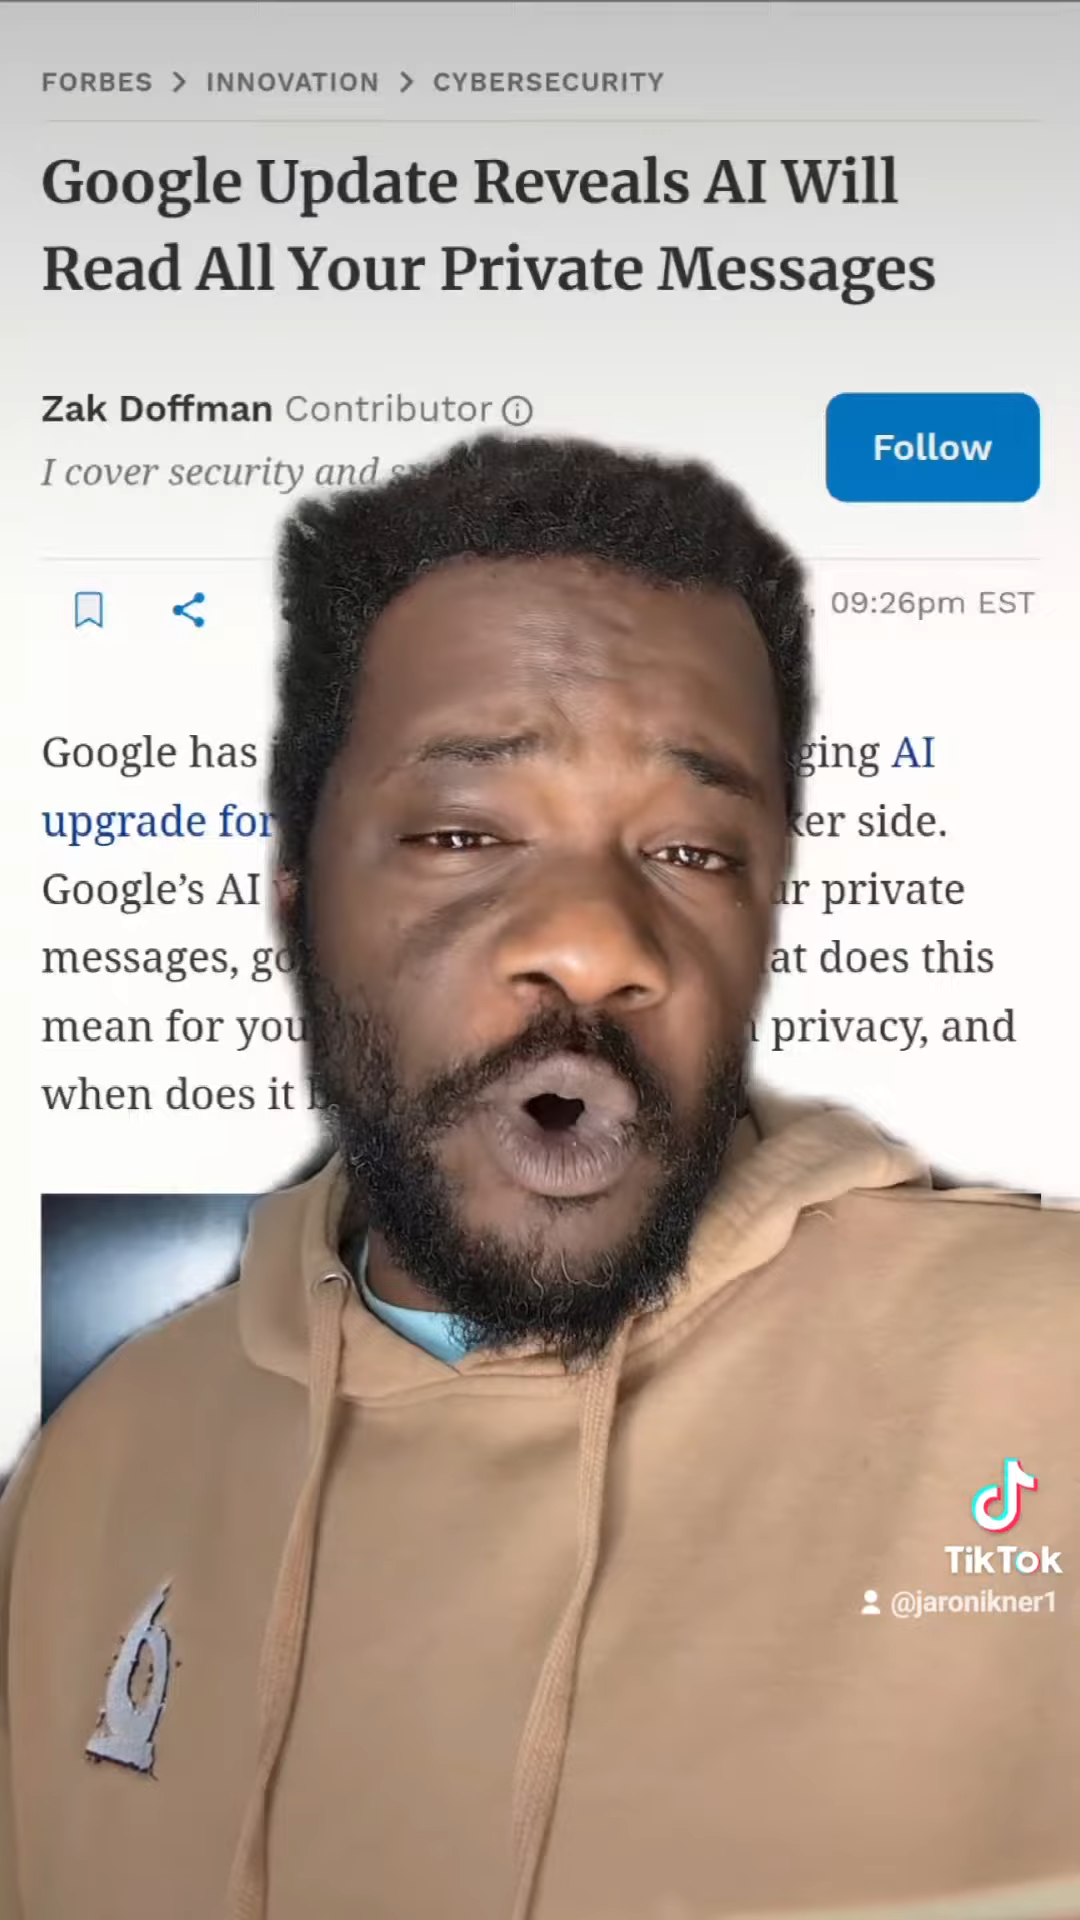 FORBES > INNOVATION > CYBERSECURITY
Google Update Reveals AI Will
Read All Your Private Messages
Zak Doffman Contributor
Follow
I cover security and
09:26pm EST
Google has ging AI
upgrade for ker side.
Google's AI private
messages, at does this
mean for you privacy, and
when does it
TikTok
@jaronikner1